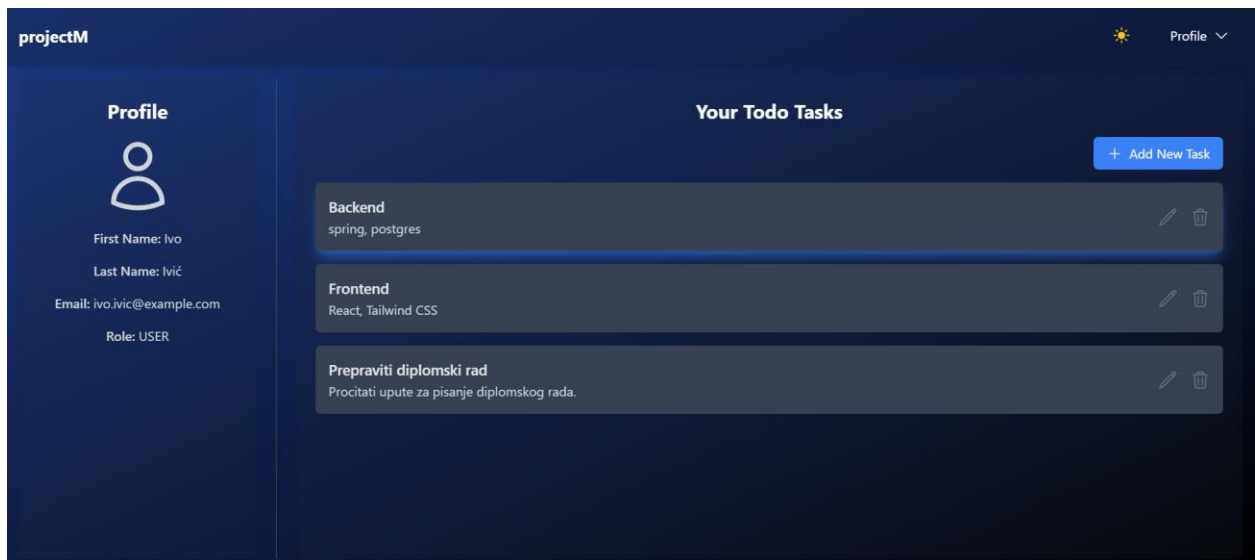 projectM
Profile
Profile
First Name: Ivo
Last Name: Ivić
Email: ivo.ivic@example.com
Role: USER
Your Todo Tasks
Add New Task
Backend
spring, postgres
Frontend
React, Tailwind CSS
Prepraviti diplomski rad
Procitati upute za pisanje diplomskog rada.